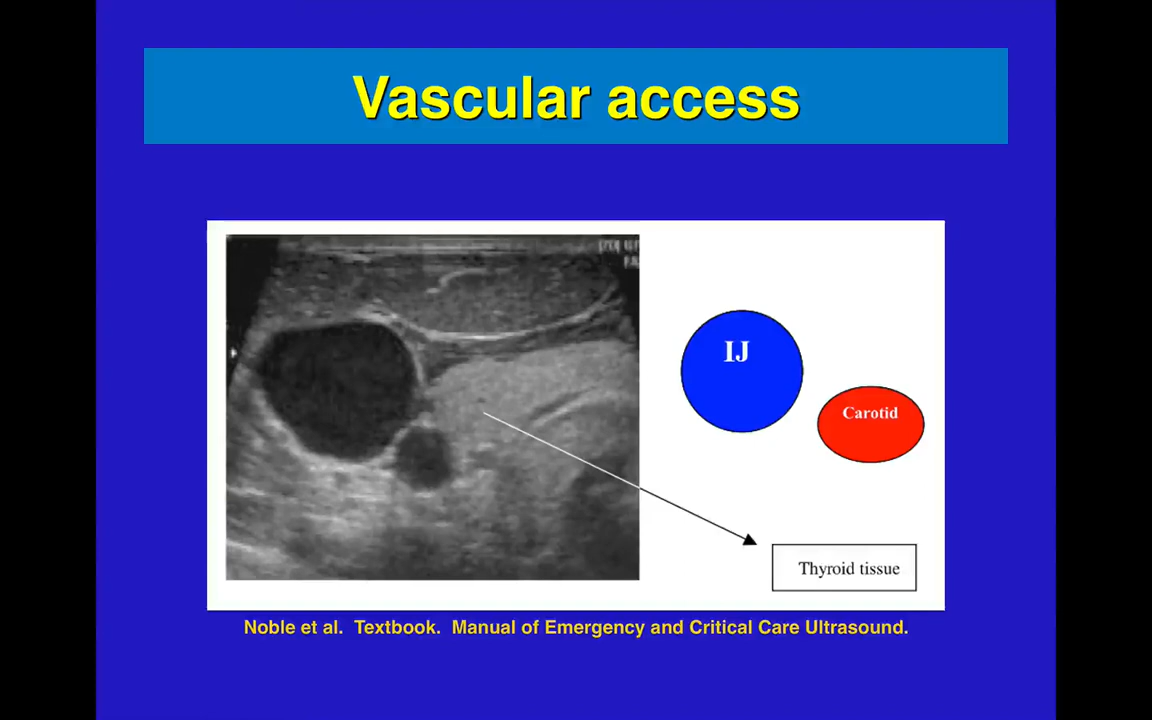 Vascular access
IJ
Carotid
Thyroid tissue
Noble et al. Textbook. Manual of Emergency and Critical Care Ultrasound.